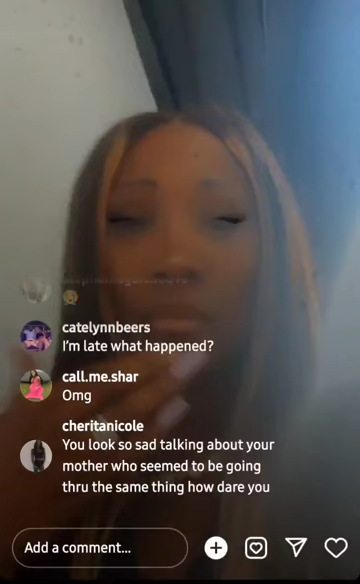 catelynnbeers
I'm late what happened?
call.me.shar
Omg
cheritanicole
You look so sad talking about your
mother who seemed to be going
thru the same thing how dare you
Add a comment...